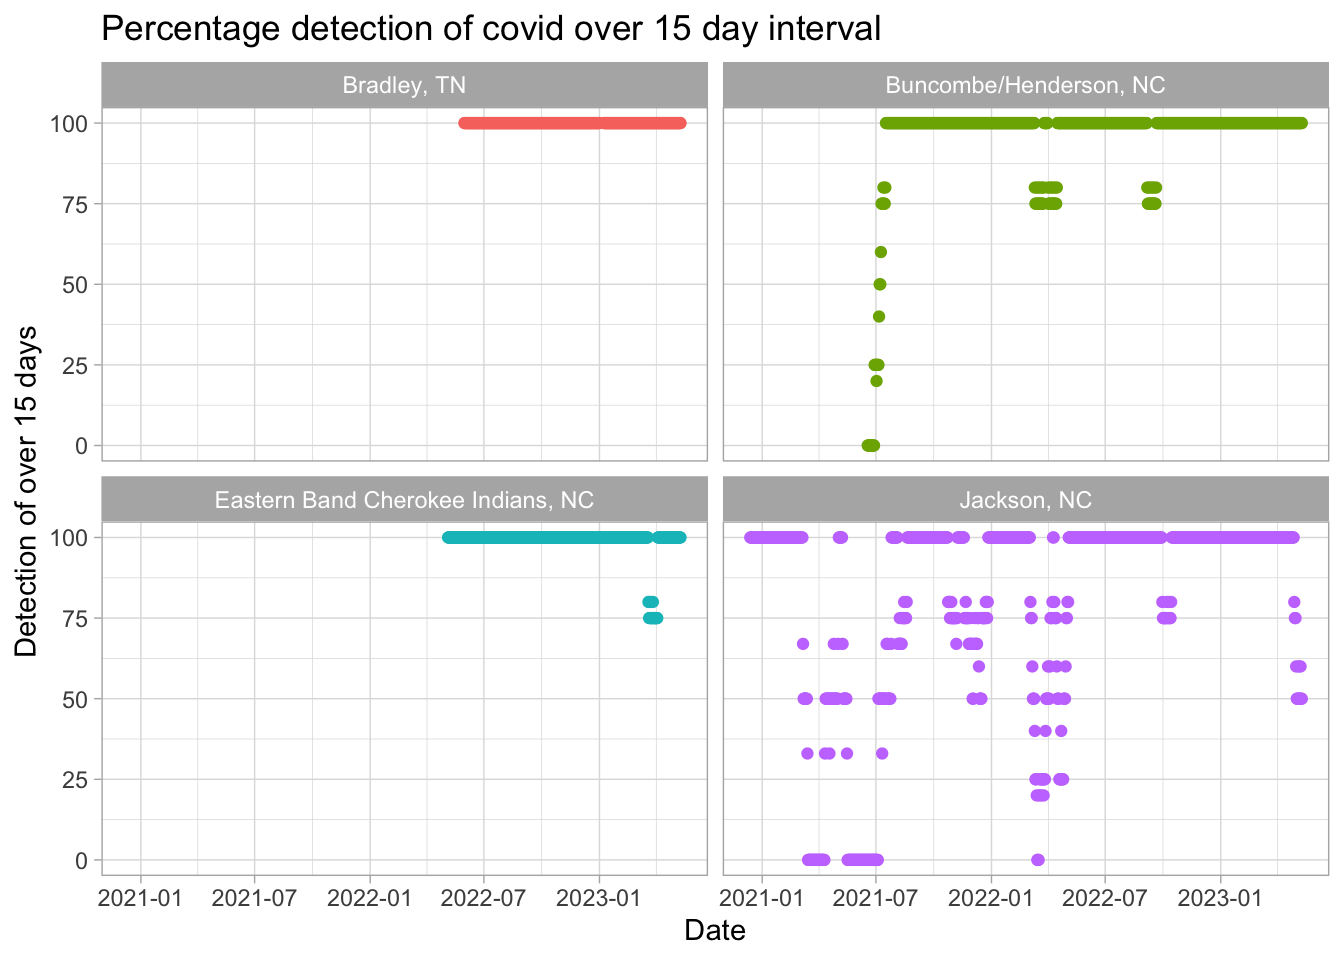 Percentage detection of covid over 15 day interval
Bradley, TN
Buncombe/Henderson, NC
100
75
50
25
0
Eastern Band Cherokee Indians, NC
Jackson, NC
100
75
50
25
0
Detection of over 15 days
2021-01 2021-07 2022-01 2022-07 2023-01
2021-01 2021-07 2022-01 2022-07 2023-01
Date